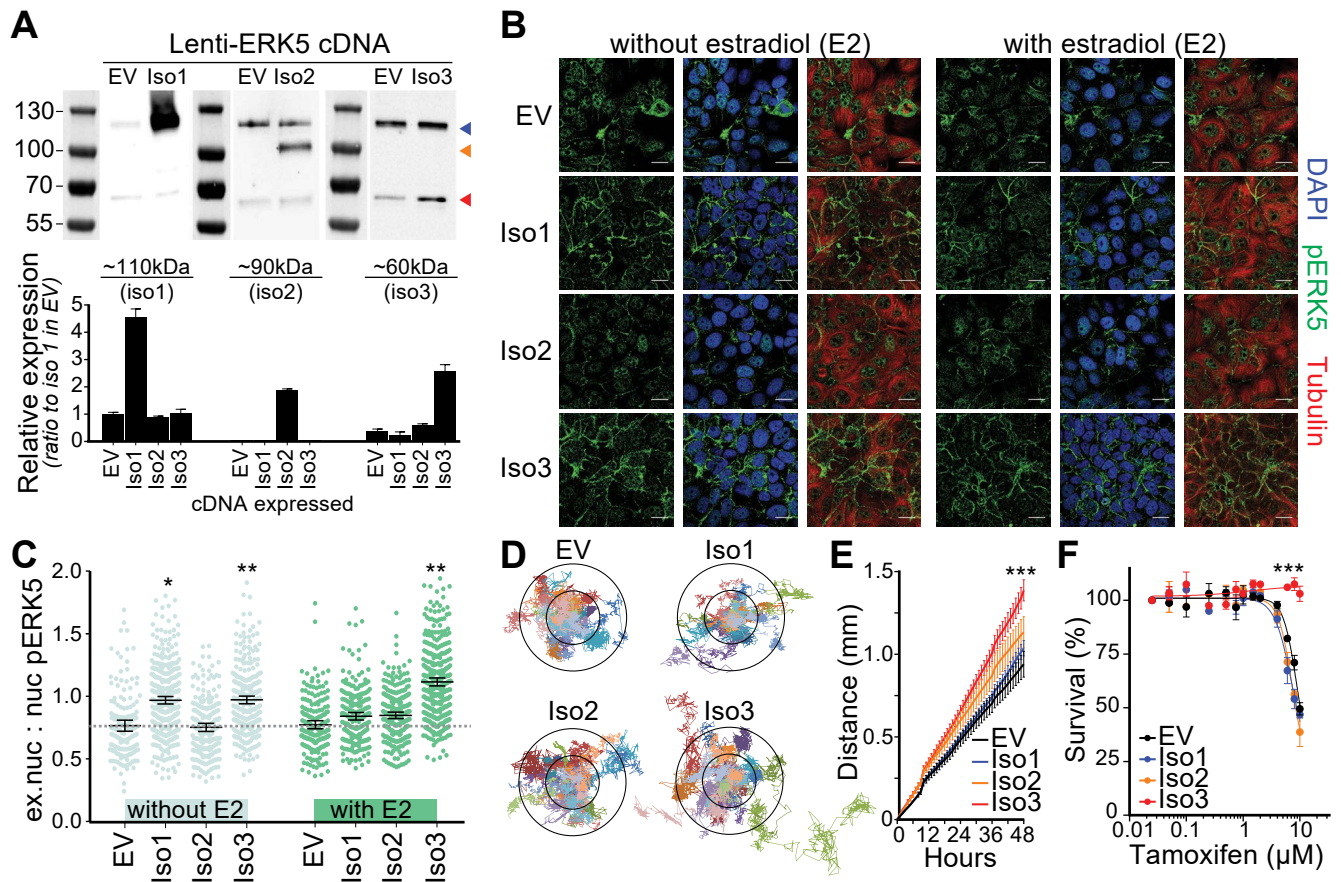 A
Lenti-ERK5 cDNA
EV Iso1 EV Iso2 EV Iso3
130
100
70
55
~110kDa ~90kDa ~60kDa
(iso1) (iso2) (iso3)
Relative expression
(ratio to iso 1 in EV)
5
4
3
2
1
0
EV Iso1 Iso2 Iso3 EV Iso1 Iso2 Iso3 EV Iso1 Iso2 Iso3
cDNA expressed
B
without estradiol (E2) with estradiol (E2)
EV
Iso1
Iso2
Iso3
DAPI pERK5 Tubulin
C
ex.nuc : nuc pERK5
2.0
1.5
1.0
0.5
0.0
* ** **
without E2 with E2
EV Iso1 Iso2 Iso3 EV Iso1 Iso2 Iso3
D
EV Iso1
Iso2 Iso3
E
Distance (mm)
1.5
1.0
0.5
0
***
EV
Iso1
Iso2
Iso3
0 12 24 36 48
Hours
F
Survival (%)
100
75
50
25
0
***
EV
Iso1
Iso2
Iso3
0.01 0.1 1 10
Tamoxifen (µM)